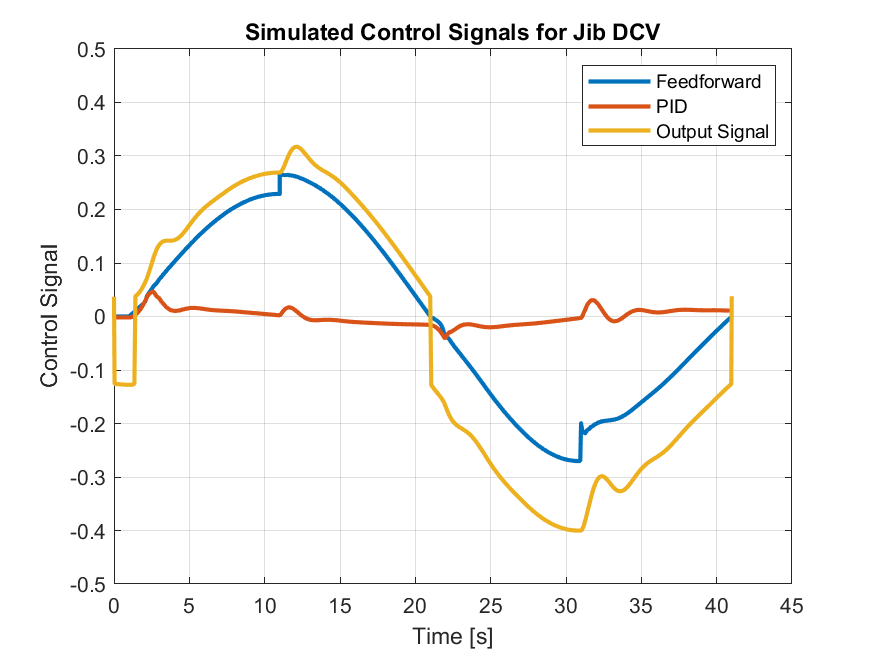 Simulated Control Signals for Jib DCV
0.5
0.4
0.3
0.2
0.1
0
-0.1
-0.2
-0.3
-0.4
-0.5
Control Signal
Feedforward
PID
Output Signal
0 5 10 15 20 25 30 35 40 45
Time [s]